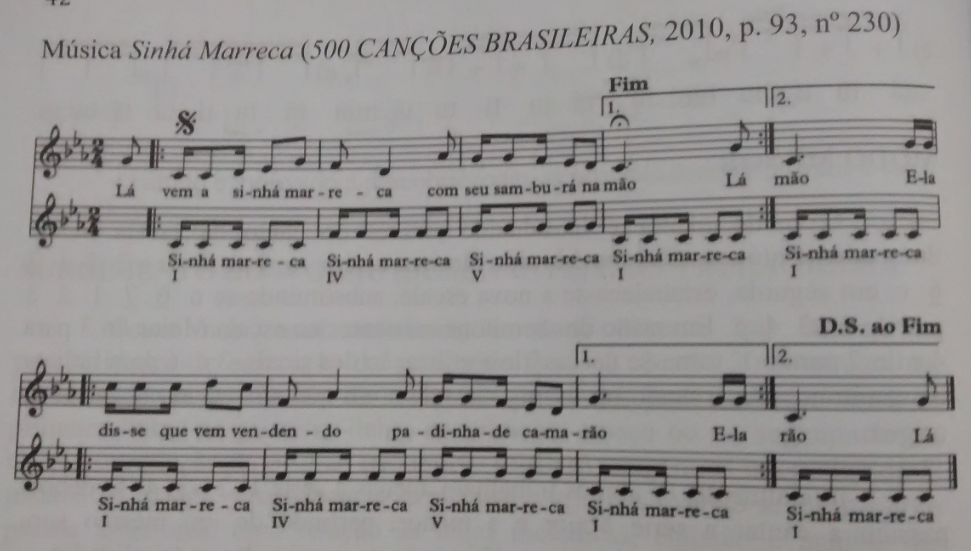 42
Música Sinhá Marreca (500 CANÇÕES BRASILEIRAS, 2010, p. 93, nº 230)
Fim
1. 2.
Lá vem a si-nhá mar-re-ca com seu sam-bu-rá na mão Lá mão E-la
Si-nhá mar-re-ca Si-nhá mar-re-ca Si-nhá mar-re-ca Si-nhá mar-re-ca Si-nhá mar-re-ca
I IV V I I
D.S. ao Fim
1. 2.
dis-se que vem ven-den-do pa-di-nha-de ca-ma-rão E-la rão Lá
Si-nhá mar-re-ca Si-nhá mar-re-ca Si-nhá mar-re-ca Si-nhá mar-re-ca Si-nhá mar-re-ca
I IV V I I